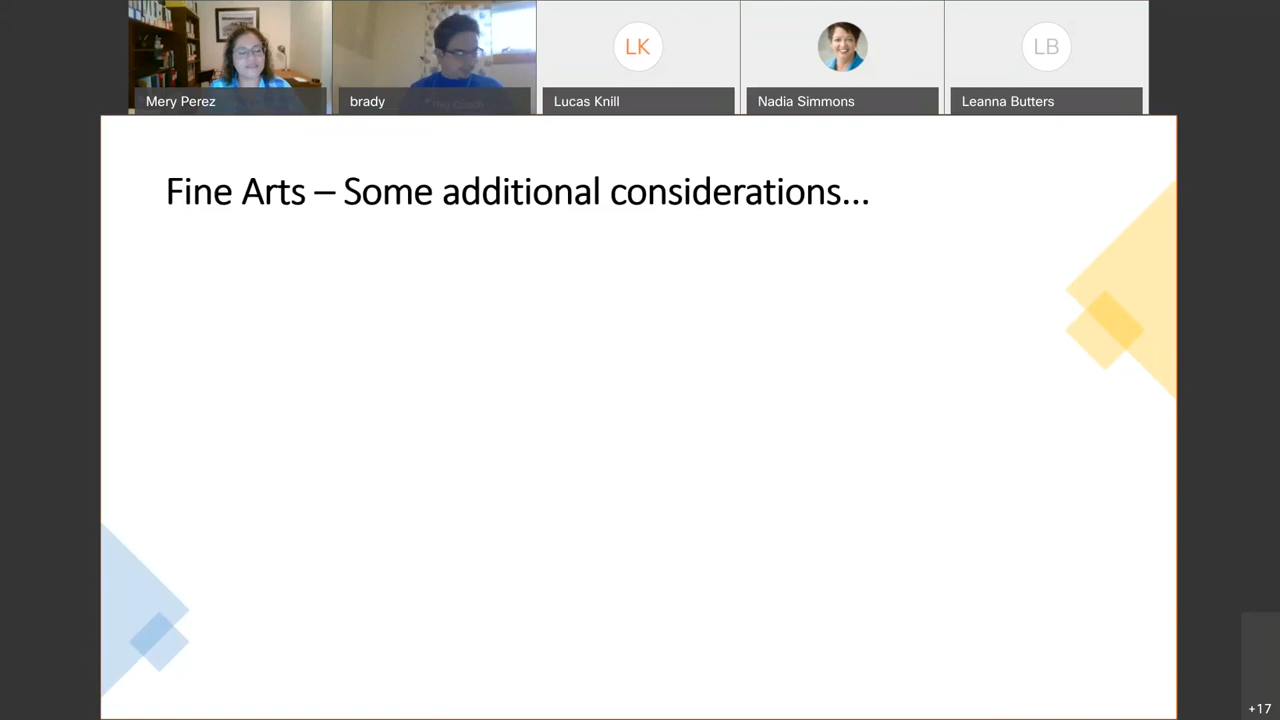 LK
LB
Mery Perez
brady
Lucas Knill
Nadia Simmons
Leanna Butters
Fine Arts – Some additional considerations...
+17